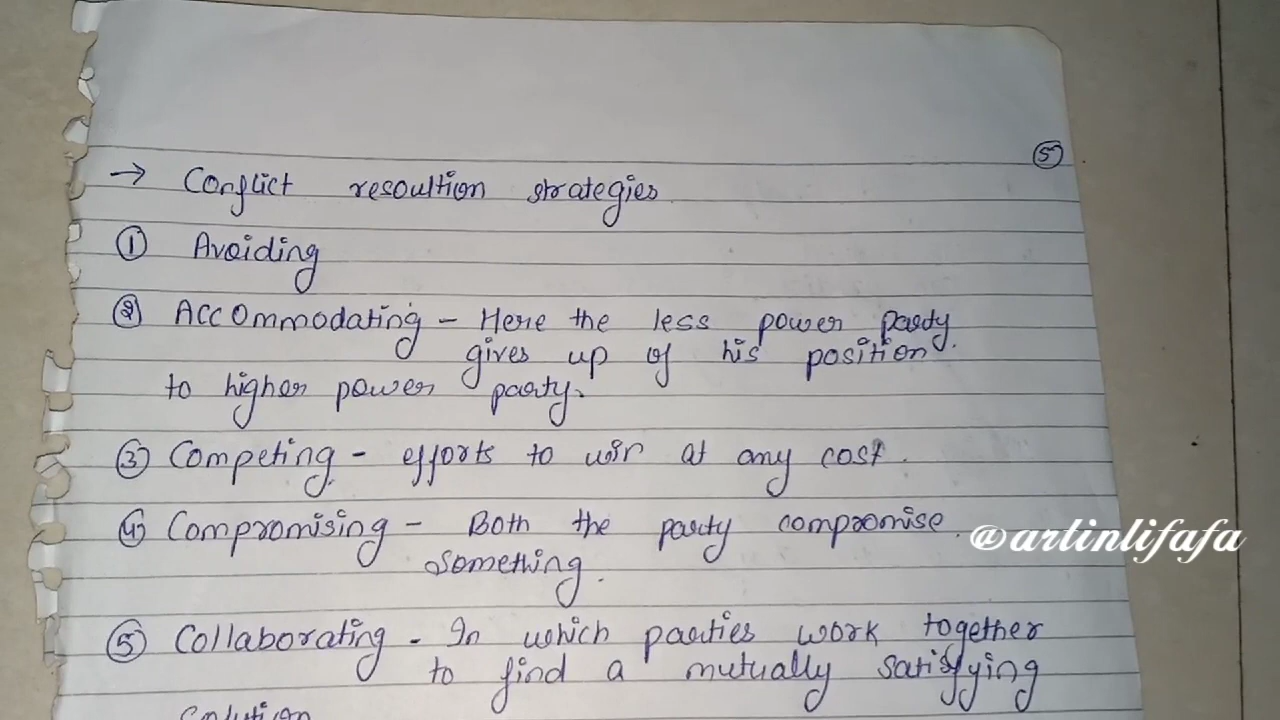 ⑤
→ Conflict resoultion strategies
① Avoiding
② Accommodating - Here the less power party
gives up of his position.
to higher power party.
③ Competing - efforts to win at any cost.
④ Compromising - Both the party compromise
something.
@artinlifafa
⑤ Collaborating - In which parties work together
to find a mutually satisfying
solution